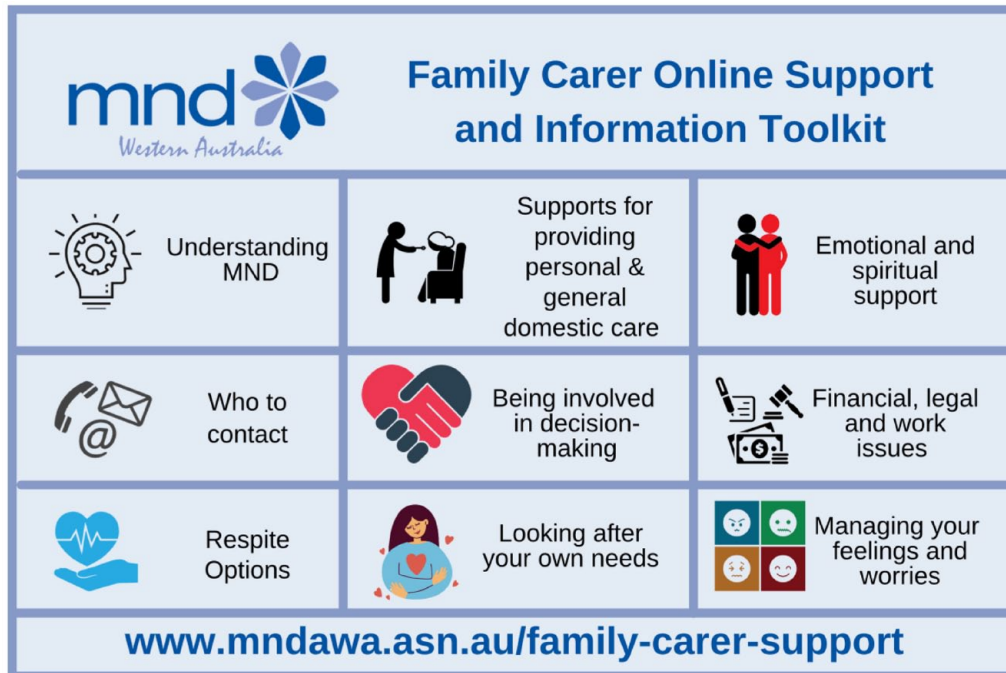 mnd
Western Australia
Family Carer Online Support
and Information Toolkit
Understanding
MND
Supports for
providing
personal &
general
domestic care
Emotional and
spiritual
support
Who to
contact
Being involved
in decision-
making
Financial, legal
and work
issues
Respite
Options
Looking after
your own needs
Managing your
feelings and
worries
www.mndawa.asn.au/family-carer-support